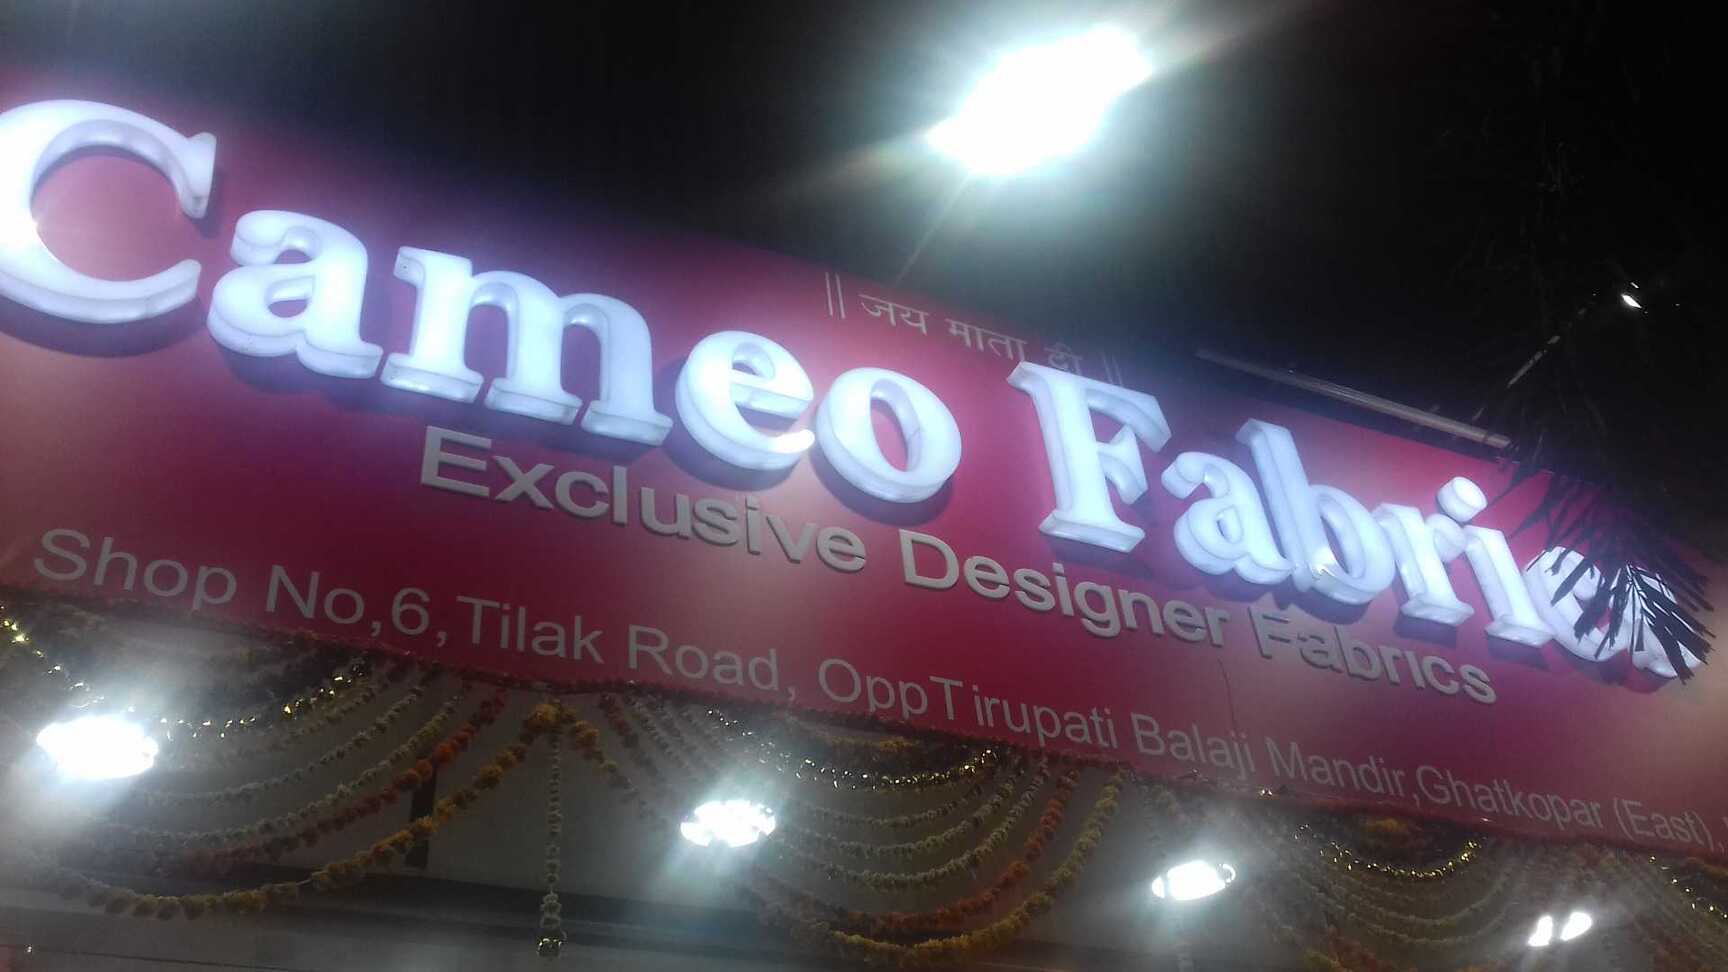 || जय माता दी ||
Cameo Fabrics
Exclusive Designer Fabrics
Shop No,6,Tilak Road, OppTirupati Balaji Mandir,Ghatkopar (East),